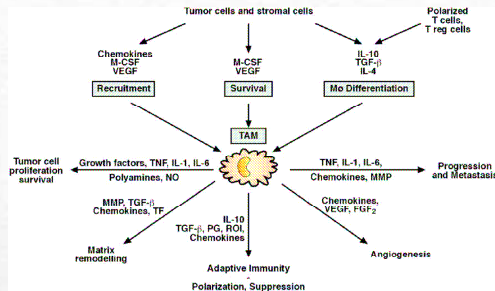 Tumor cells and stromal cells
Polarized
T cells,
T reg cells
Chemokines
M-CSF
VEGF
M-CSF
VEGF
IL-10
TGF-β
IL-4
Recruitment
Survival
Mo Differentiation
TAM
Tumor cell
proliferation
survival
Growth factors, TNF, IL-1, IL-6
Polyamines, NO
TNF, IL-1, IL-6,
Chemokines, MMP
Progression
and Metastasis
MMP, TGF-β
Chemokines, TF
IL-10
TGF-β, PG, ROI,
Chemokines
Chemokines,
VEGF, FGF2
Matrix
remodelling
Angiogenesis
Adaptive Immunity
Polarization, Suppression